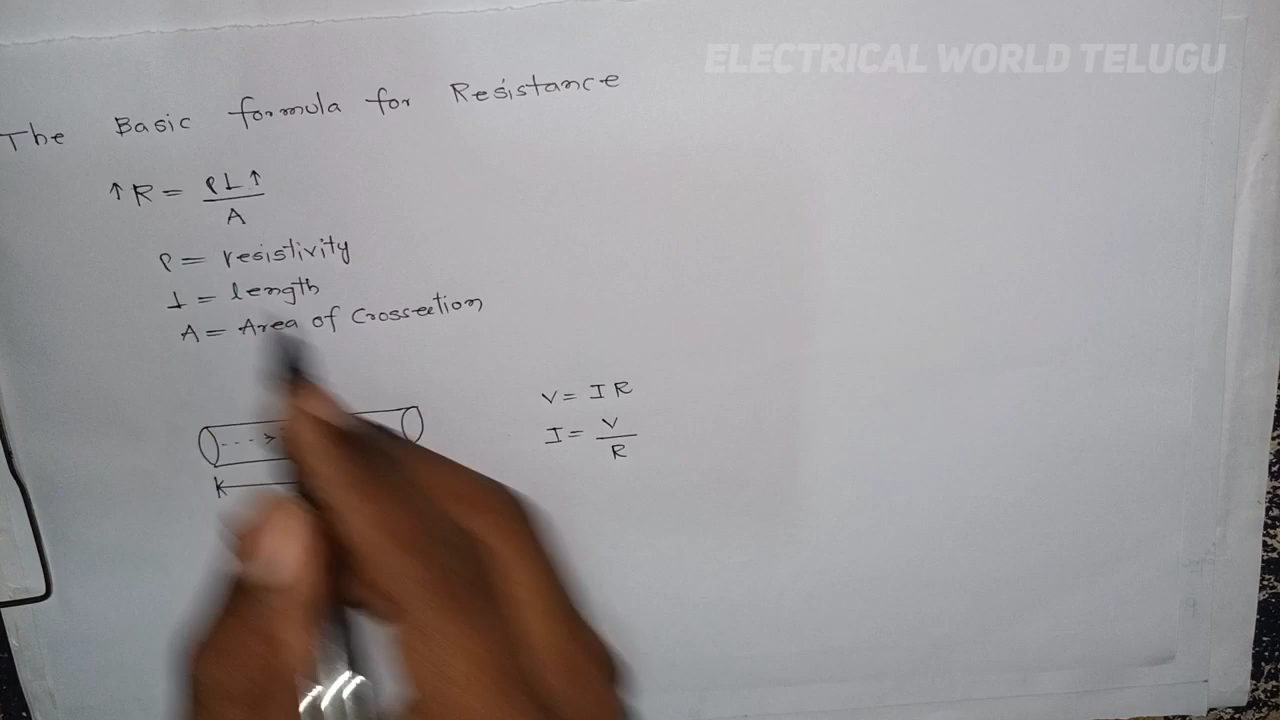 ELECTRICAL WORLD TELUGU
The Basic formula for Resistance
↑ R = ρL↑
A
ρ = resistivity
L = length
A = Area of Crossection
V = I R
I = V
R